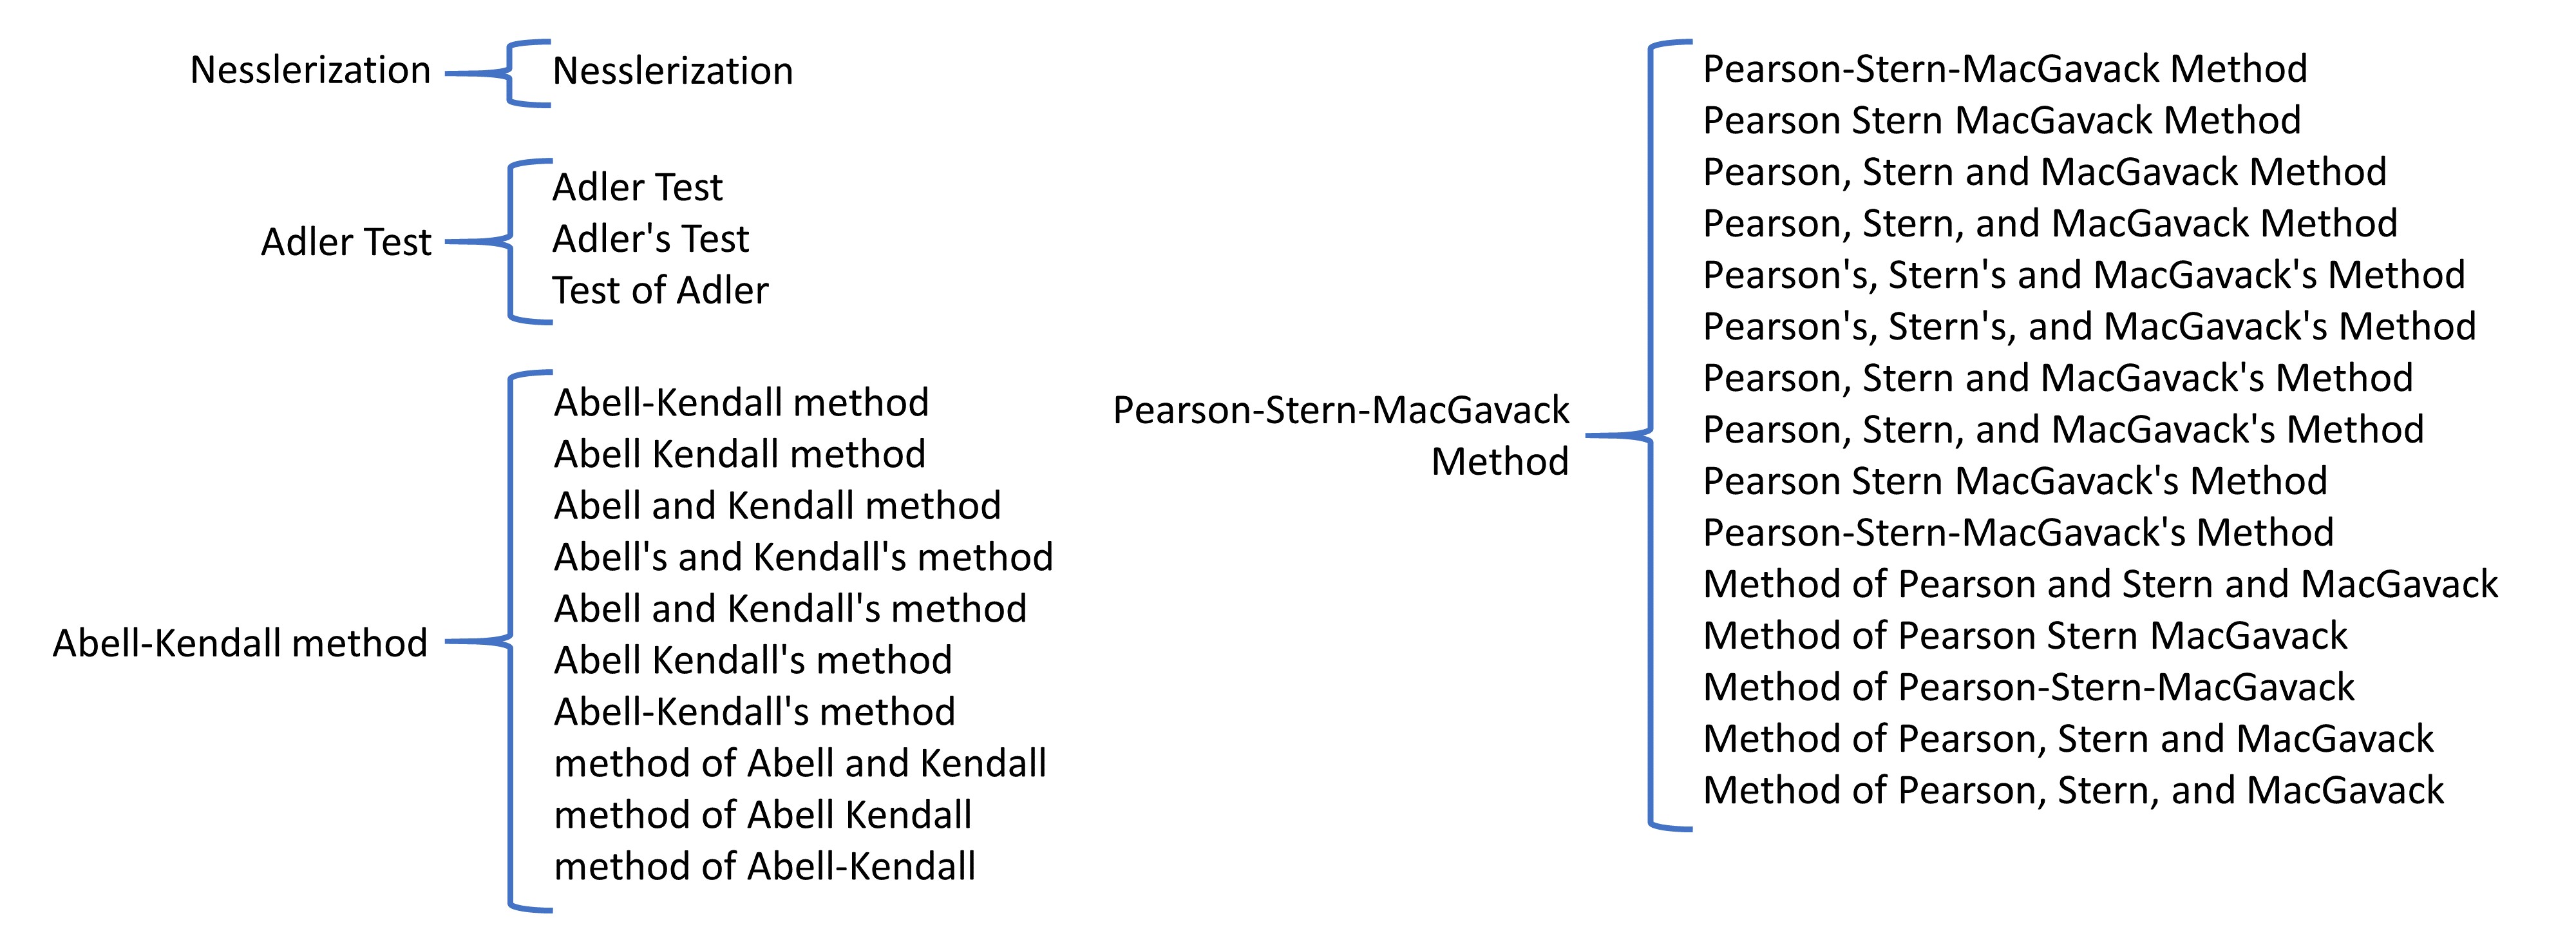 Nesslerization
Nesslerization
Adler Test
Adler Test
Adler's Test
Test of Adler
Abell-Kendall method
Abell-Kendall method
Abell Kendall method
Abell and Kendall method
Abell's and Kendall's method
Abell and Kendall's method
Abell Kendall's method
Abell-Kendall's method
method of Abell and Kendall
method of Abell Kendall
method of Abell-Kendall
Pearson-Stern-MacGavack
Method
Pearson-Stern-MacGavack Method
Pearson Stern MacGavack Method
Pearson, Stern and MacGavack Method
Pearson, Stern, and MacGavack Method
Pearson's, Stern's and MacGavack's Method
Pearson's, Stern's, and MacGavack's Method
Pearson, Stern and MacGavack's Method
Pearson, Stern, and MacGavack's Method
Pearson Stern MacGavack's Method
Pearson-Stern-MacGavack's Method
Method of Pearson and Stern and MacGavack
Method of Pearson Stern MacGavack
Method of Pearson-Stern-MacGavack
Method of Pearson, Stern and MacGavack
Method of Pearson, Stern, and MacGavack